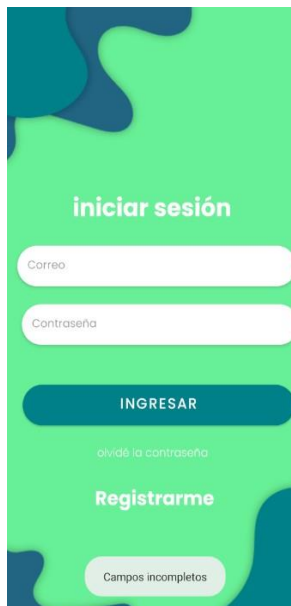 iniciar sesión
Correo
Contraseña
INGRESAR
olvidé la contraseña
Registrarme
Campos incompletos